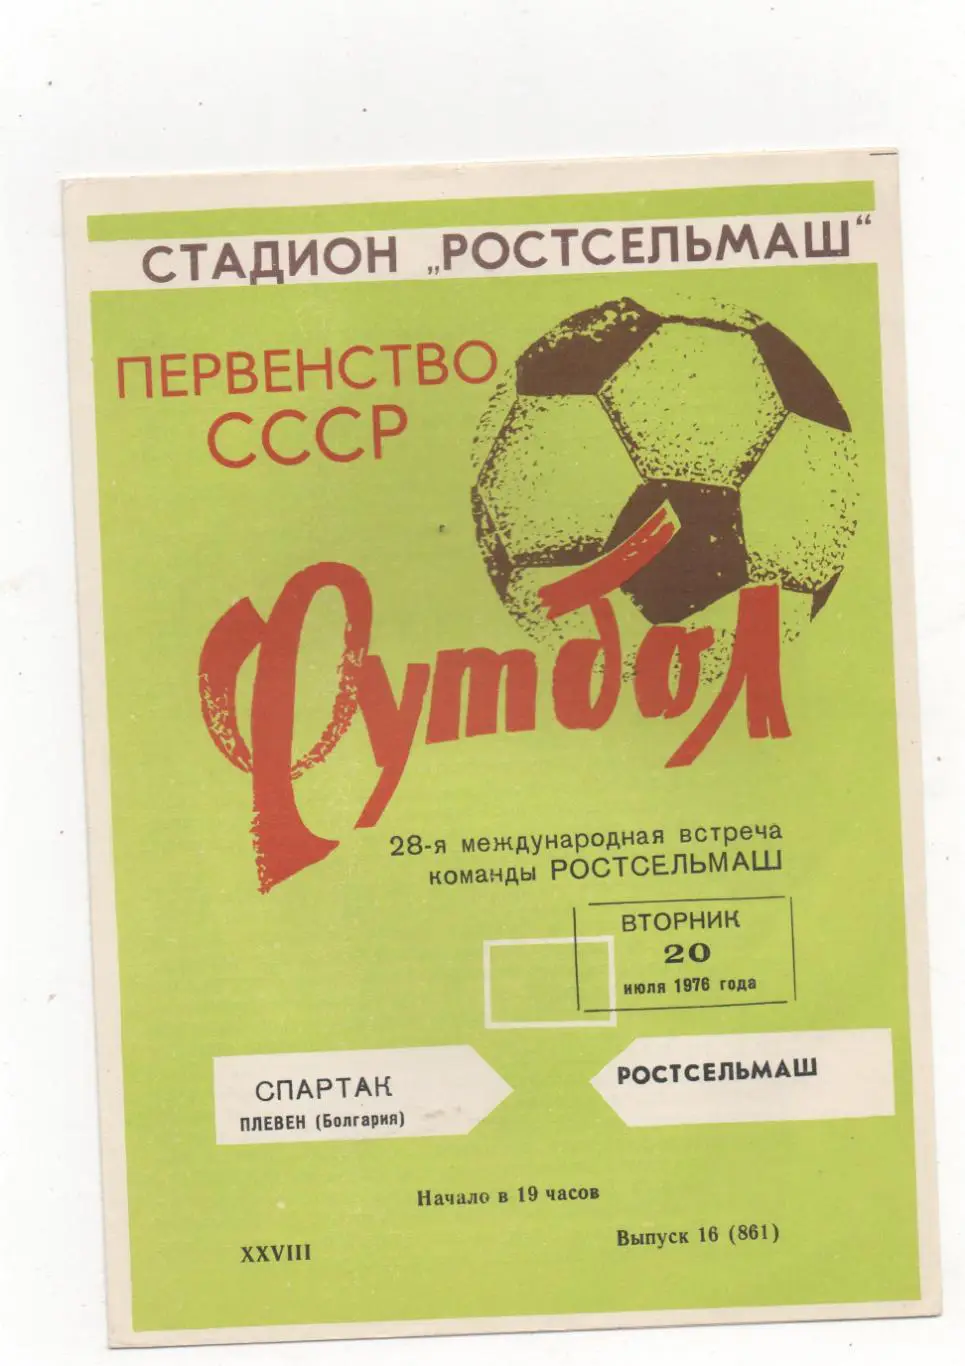 СТАДИОН „РОСТСЕЛЬМАШ“
ПЕРВЕНСТВО
СССР
Футбол
28-я международная встреча
команды РОСТСЕЛЬМАШ
ВТОРНИК
20
июля 1976 года
СПАРТАК
ПЛЕВЕН (Болгария)
РОСТСЕЛЬМАШ
Начало в 19 часов
XXVIII
Выпуск 16 (861)